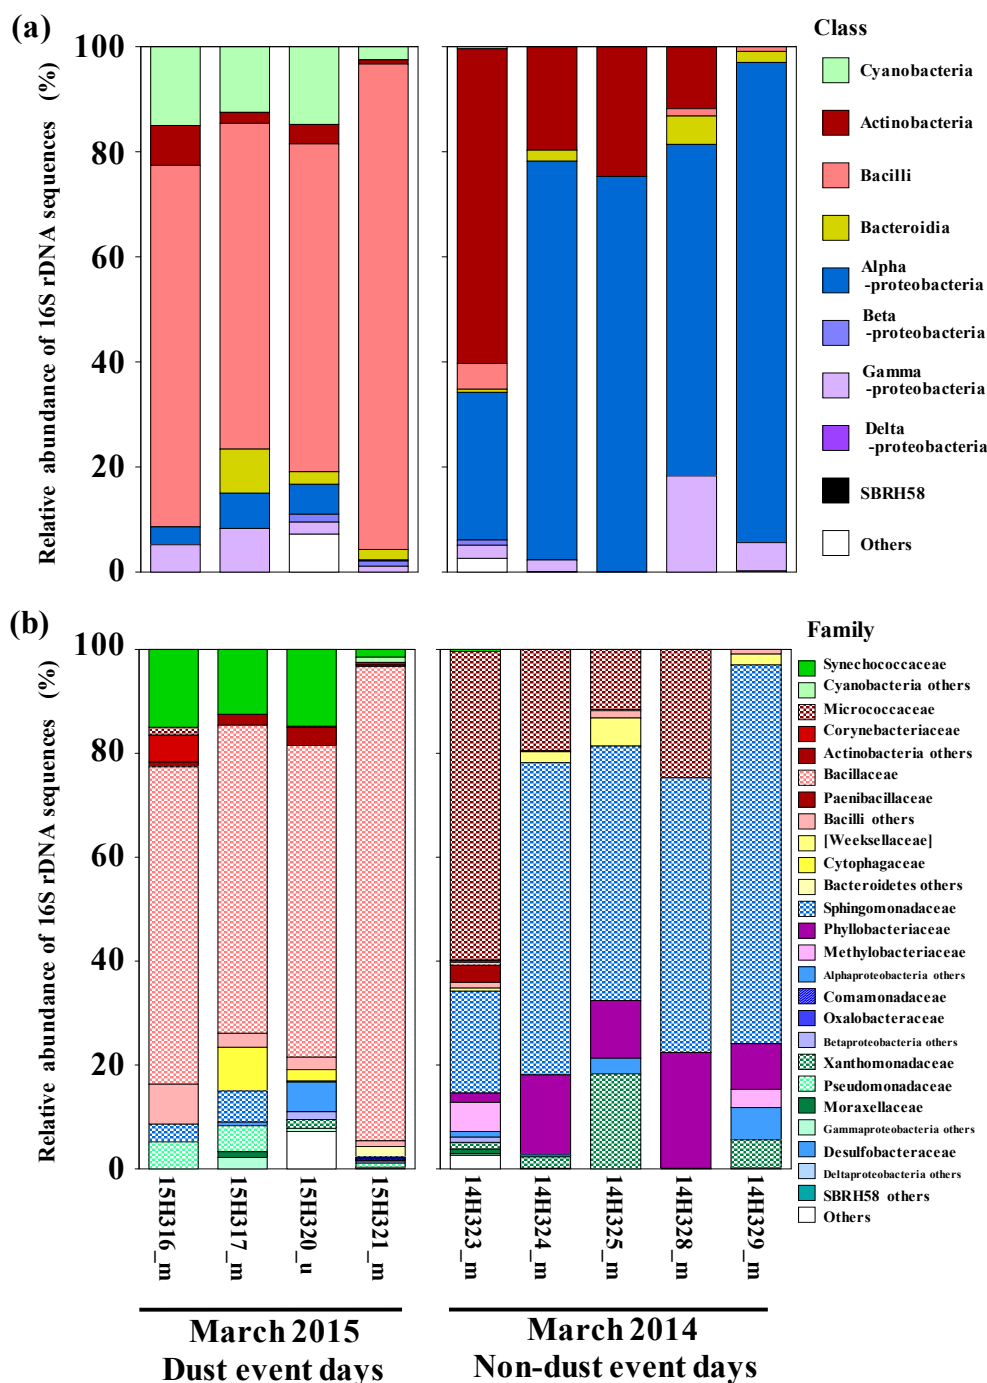 (a)
Relative abundance of 16S rDNA sequences (%)
100
80
60
40
20
0
Class
Cyanobacteria
Actinobacteria
Bacilli
Bacteroidia
Alpha
-proteobacteria
Beta
-proteobacteria
Gamma
-proteobacteria
Delta
-proteobacteria
SBRH58
Others
(b)
Relative abundance of 16S rDNA sequences (%)
100
80
60
40
20
0
Family
Synechococcaceae
Cyanobacteria others
Micrococcaceae
Corynebacteriaceae
Actinobacteria others
Bacillaceae
Paenibacillaceae
Bacilli others
[Weeksellaceae]
Cytophagaceae
Bacteroidetes others
Sphingomonadaceae
Phyllobacteriaceae
Methylobacteriaceae
Alphaproteobacteria others
Comamonadaceae
Oxalobacteraceae
Betaproteobacteria others
Xanthomonadaceae
Pseudomonadaceae
Moraxellaceae
Gammaproteobacteria others
Desulfobacteraceae
Deltaproteobacteria others
SBRH58 others
Others
15H316_m
15H317_m
15H320_u
15H321_m
14H323_m
14H324_m
14H325_m
14H328_m
14H329_m
March 2015
Dust event days
March 2014
Non-dust event days